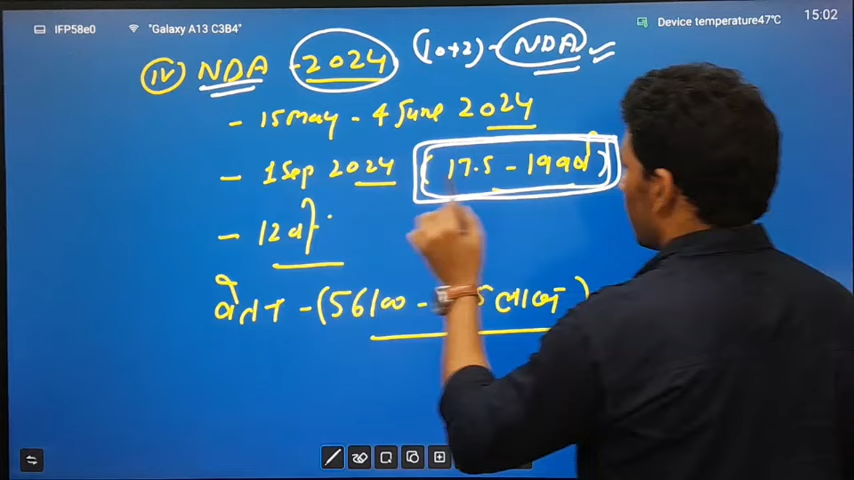 IFP58e0 "Galaxy A13 C3B4" Device temperature47℃ 15:02
(iv) NDA - 2024 (10+2) - NDA
- 15 May - 4 June 2024
- 1 Sep 2024 (17.5 - 19 वर्ष)
- 12वीं
वेतन - (56100 -